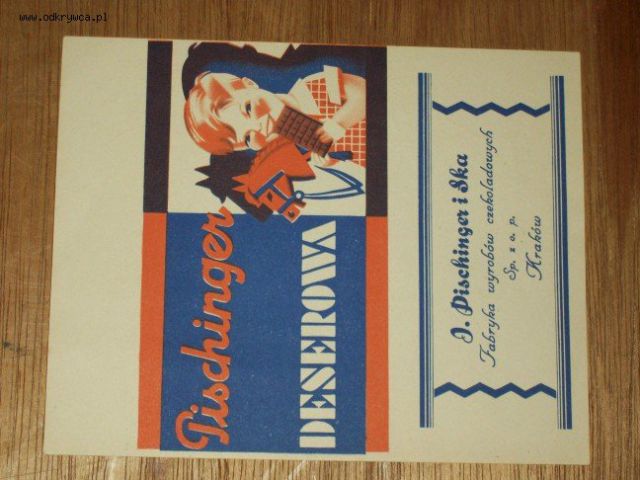 www.odkrywca.pl
Pischinger
DESEROWA
J. Pischinger i Ska
Fabryka wyrobów czekoladowych
Sp. z o. p.
Kraków